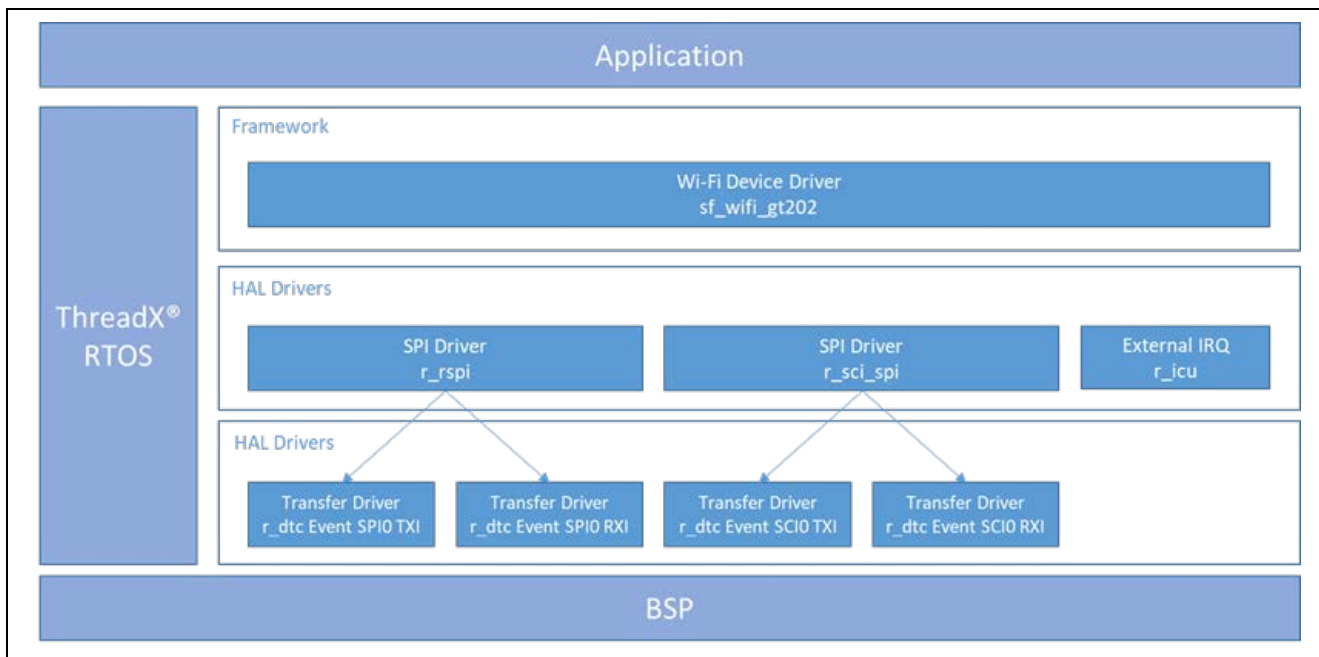 Application
ThreadX®
RTOS
Framework
Wi-Fi Device Driver
sf_wifi_gt202
HAL Drivers
SPI Driver
r_rspi
SPI Driver
r_sci_spi
External IRQ
r_icu
HAL Drivers
Transfer Driver
r_dtc Event SPI0 TXI
Transfer Driver
r_dtc Event SPI0 RXI
Transfer Driver
r_dtc Event SCI0 TXI
Transfer Driver
r_dtc Event SCI0 RXI
BSP